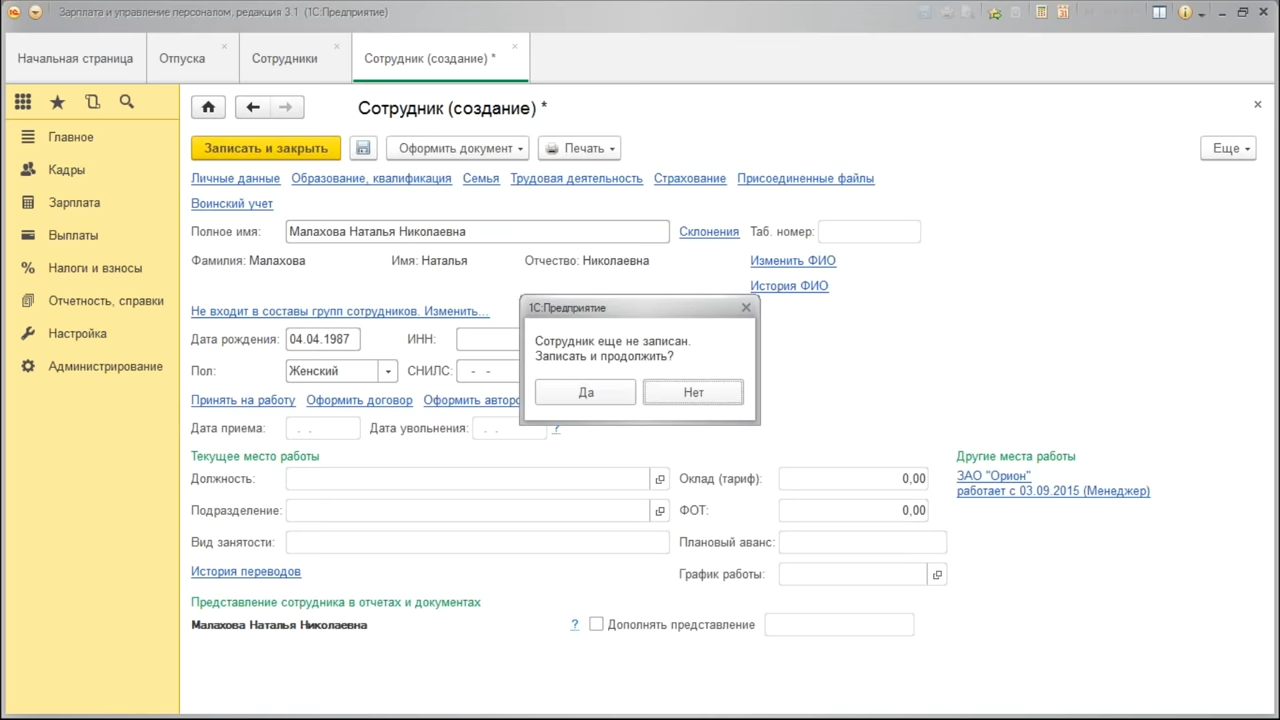 Зарплата и управление персоналом, редакция 3.1 (1С:Предприятие)
Начальная страница
Отпуска
Сотрудники
Сотрудник (создание) *
Сотрудник (создание) *
Главное
Кадры
Зарплата
Выплаты
Налоги и взносы
Отчетность, справки
Настройка
Администрирование
Записать и закрыть
Оформить документ
Печать
Еще
Личные данные Образование, квалификация Семья Трудовая деятельность Страхование Присоединенные файлы
Воинский учет
Полное имя: Малахова Наталья Николаевна Склонения Таб. номер:
Фамилия: Малахова Имя: Наталья Отчество: Николаевна Изменить ФИО
История ФИО
Не входит в составы групп сотрудников. Изменить...
Дата рождения: 04.04.1987 ИНН:
Пол: Женский СНИЛС: - -
1С:Предприятие
Сотрудник еще не записан.
Записать и продолжить?
Да Нет
Принять на работу Оформить договор Оформить авторс
Дата приема: . . Дата увольнения: . . ?
Текущее место работы
Должность: Оклад (тариф): 0,00
Подразделение: ФОТ: 0,00
Вид занятости: Плановый аванс:
История переводов График работы:
Другие места работы
ЗАО "Орион"
работает с 03.09.2015 (Менеджер)
Представление сотрудника в отчетах и документах
Малахова Наталья Николаевна ? Дополнять представление